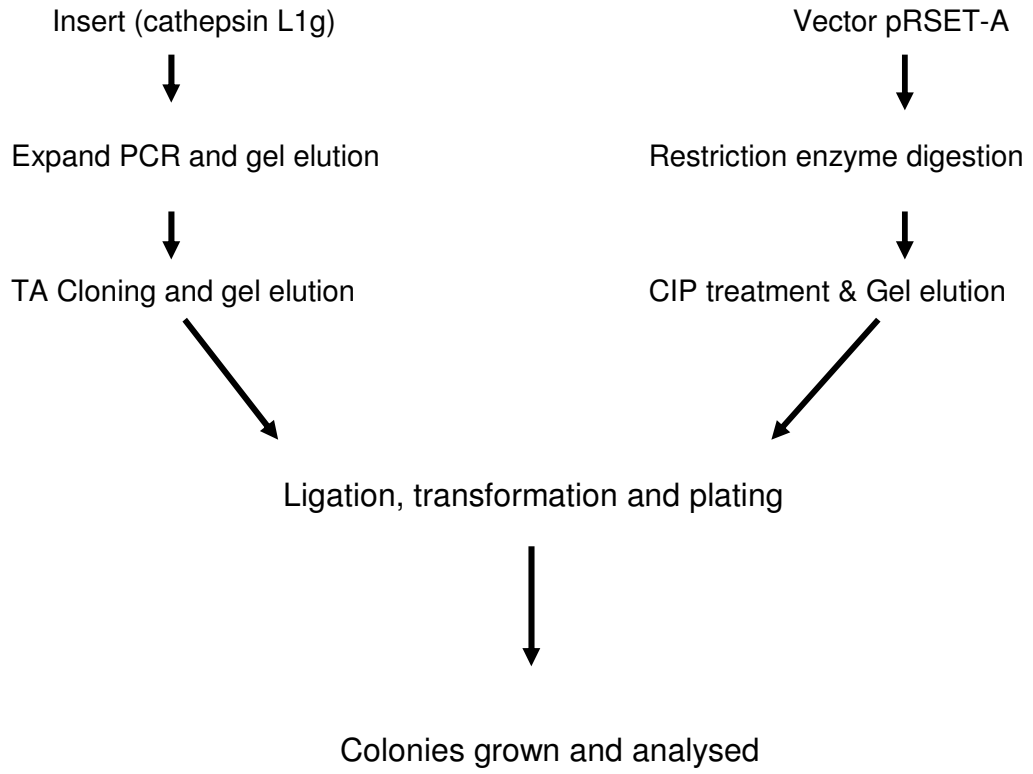 Insert (cathepsin L1g)
Vector pRSET-A
Expand PCR and gel elution
Restriction enzyme digestion
TA Cloning and gel elution
CIP treatment & Gel elution
Ligation, transformation and plating
Colonies grown and analysed